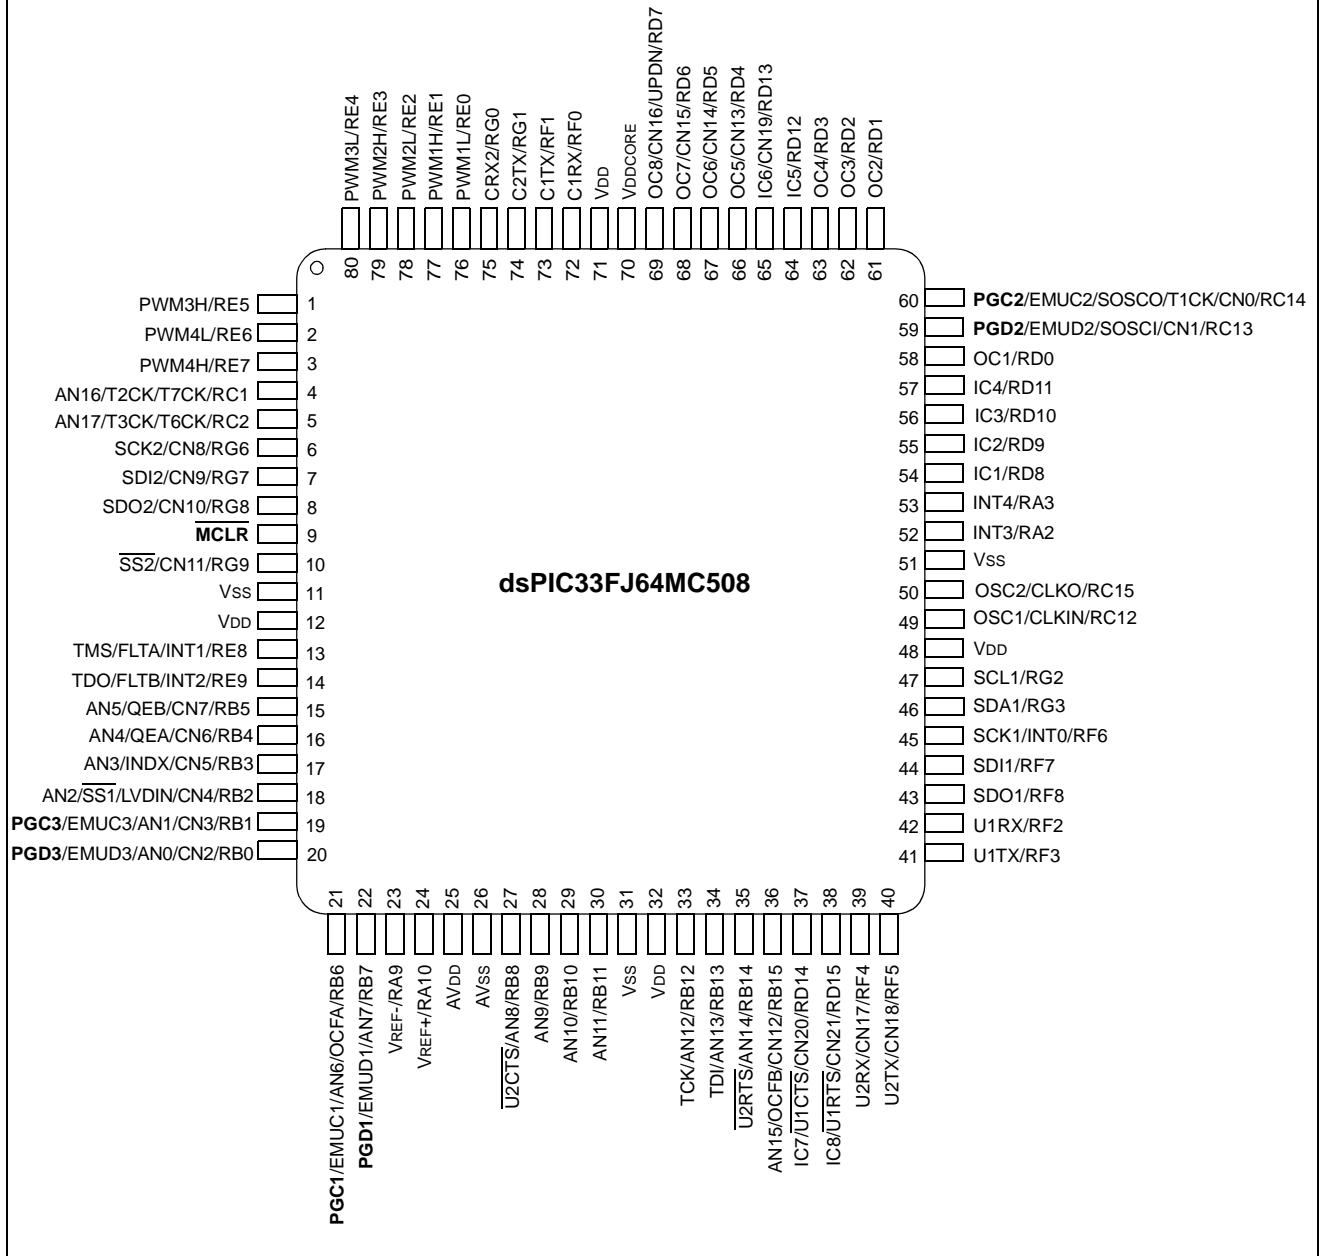 PWM3L/RE4
PWM2H/RE3
PWM2L/RE2
PWM1H/RE1
PWM1L/RE0
CRX2/RG0
C2TX/RG1
C1TX/RF1
C1RX/RF0
VDD
VDDCORE
OC8/CN16/UPDN/RD7
OC7/CN15/RD6
OC6/CN14/RD5
OC5/CN13/RD4
IC6/CN19/RD13
IC5/RD12
OC4/RD3
OC3/RD2
OC2/RD1
80 79 78 77 76 75 74 73 72 71 70 69 68 67 66 65 64 63 62 61
PWM3H/RE5 1
PWM4L/RE6 2
PWM4H/RE7 3
AN16/T2CK/T7CK/RC1 4
AN17/T3CK/T6CK/RC2 5
SCK2/CN8/RG6 6
SDI2/CN9/RG7 7
SDO2/CN10/RG8 8
MCLR 9
SS2/CN11/RG9 10
VSS 11
VDD 12
TMS/FLTA/INT1/RE8 13
TDO/FLTB/INT2/RE9 14
AN5/QEB/CN7/RB5 15
AN4/QEA/CN6/RB4 16
AN3/INDX/CN5/RB3 17
AN2/SS1/LVDIN/CN4/RB2 18
PGC3/EMUC3/AN1/CN3/RB1 19
PGD3/EMUD3/AN0/CN2/RB0 20
dsPIC33FJ64MC508
60 PGC2/EMUC2/SOSCO/T1CK/CN0/RC14
59 PGD2/EMUD2/SOSCI/CN1/RC13
58 OC1/RD0
57 IC4/RD11
56 IC3/RD10
55 IC2/RD9
54 IC1/RD8
53 INT4/RA3
52 INT3/RA2
51 VSS
50 OSC2/CLKO/RC15
49 OSC1/CLKIN/RC12
48 VDD
47 SCL1/RG2
46 SDA1/RG3
45 SCK1/INT0/RF6
44 SDI1/RF7
43 SDO1/RF8
42 U1RX/RF2
41 U1TX/RF3
21 22 23 24 25 26 27 28 29 30 31 32 33 34 35 36 37 38 39 40
PGC1/EMUC1/AN6/OCFA/RB6
PGD1/EMUD1/AN7/RB7
VREF-/RA9
VREF+/RA10
AVDD
AVSS
U2CTS/AN8/RB8
AN9/RB9
AN10/RB10
AN11/RB11
VSS
VDD
TCK/AN12/RB12
TDI/AN13/RB13
U2RTS/AN14/RB14
AN15/OCFB/CN12/RB15
IC7/U1CTS/CN20/RD14
IC8/U1RTS/CN21/RD15
U2RX/CN17/RF4
U2TX/CN18/RF5